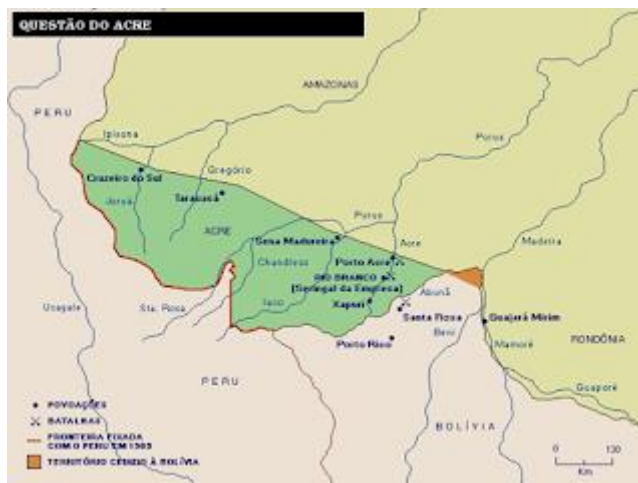 QUESTÃO DO ACRE
AMAZONAS
PERU
Ipixuna
Purus
Gregório
Cruzeiro do Sul
Tarauacá
Juruá
Purus
ACRE
Sena Madureira
Acre
Madeira
Chandless
Porto Acre
RIO BRANCO
(Seringal da Empresa)
Iaco
Abunã
Xapuri
Sta. Rosa
Santa Rosa
Guajará Mirim
Ucayale
Beni
Porto Rico
Mamoré
RONDÔNIA
PERU
Guaporé
BOLÍVIA
POVOAÇÕES
BATALHAS
FRONTEIRA FIXADA
COM O PERU EM
TERRITÓRIO CEDIDO À BOLÍVIA
0 130
Km